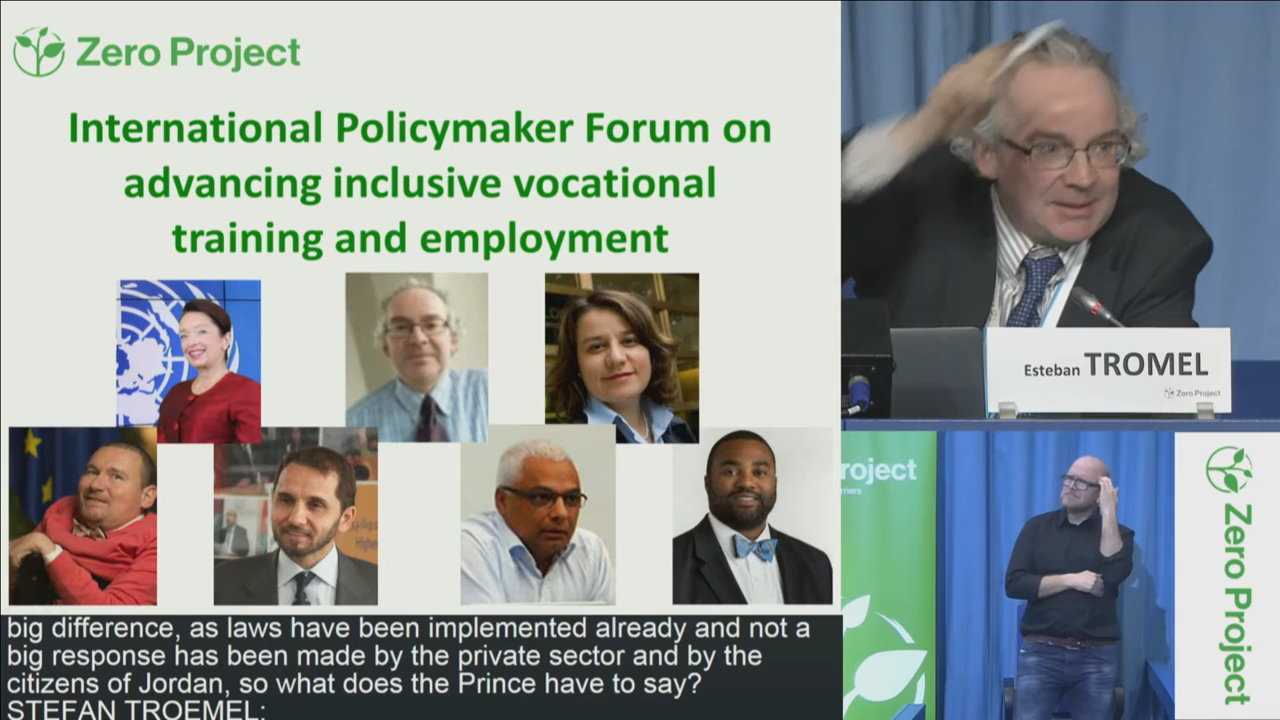 Zero Project
International Policymaker Forum on
advancing inclusive vocational
training and employment
Esteban TROMEL
Zero Project
roject
rriers
Zero Project
big difference, as laws have been implemented already and not a
big response has been made by the private sector and by the
citizens of Jordan, so what does the Prince have to say?
STEFAN TROEMEL: